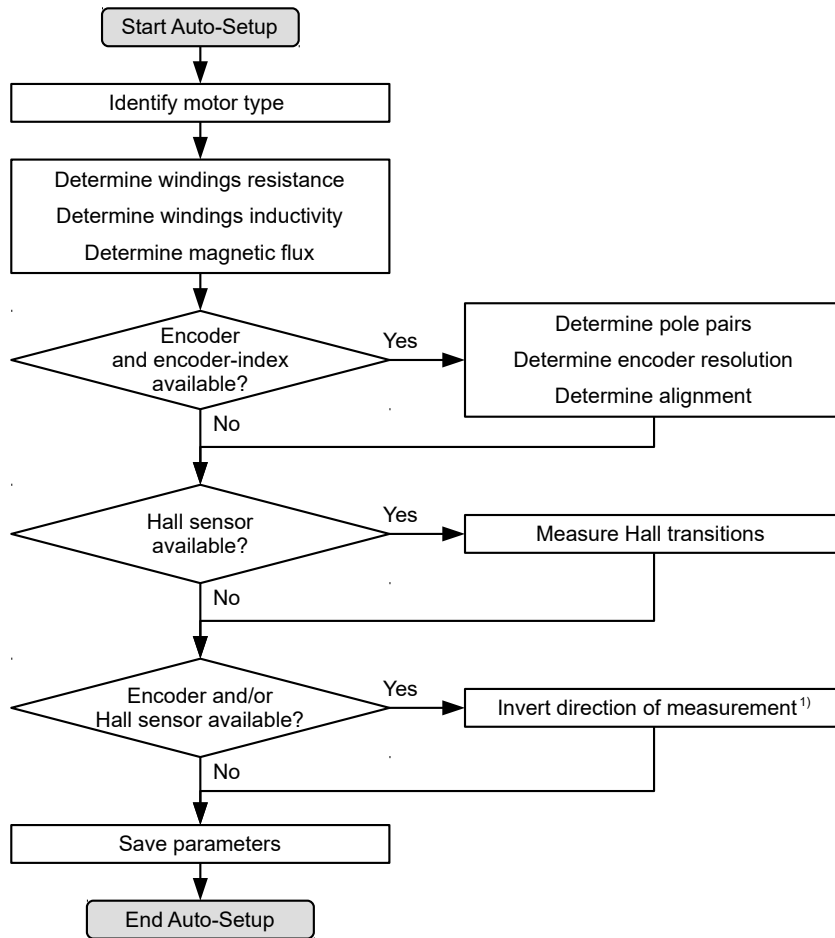 Start Auto-Setup
Identify motor type
Determine windings resistance
Determine windings inductivity
Determine magnetic flux
Encoder
and encoder-index
available?
Yes
Determine pole pairs
Determine encoder resolution
Determine alignment
No
Hall sensor
available?
Yes
Measure Hall transitions
No
Encoder and/or
Hall sensor available?
Yes
Invert direction of measurement 1)
No
Save parameters
End Auto-Setup